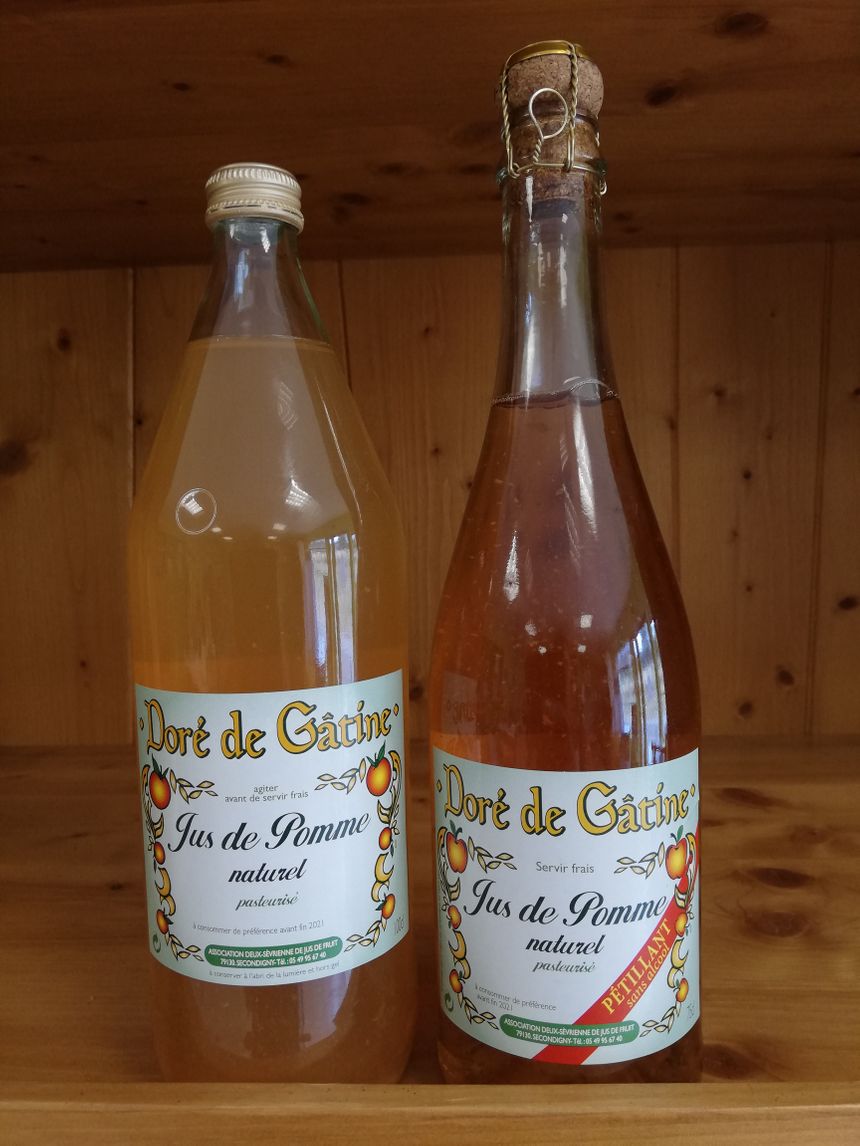 Doré de Gâtine
agiter
avant de servir frais
Jus de Pomme
naturel
pasteurisé
à consommer de préférence avant fin 2021
100cl
ASSOCIATION DEUX-SÈVRIENNE DE JUS DE FRUIT
79130. SECONDIGNY-Tél.: 05 49 95 67 40
à conserver à l'abri de la lumière et hort gel
Doré de Gâtine
Servir frais
Jus de Pomme
naturel
pasteurisé
PÉTILLANT
sans alcool
à consommer de préférence
avant fin 2021
75cl
ASSOCIATION DEUX-SÈVRIENNE DE JUS DE FRUIT
79130. SECONDIGNY-Tél.: 05 49 95 67 40